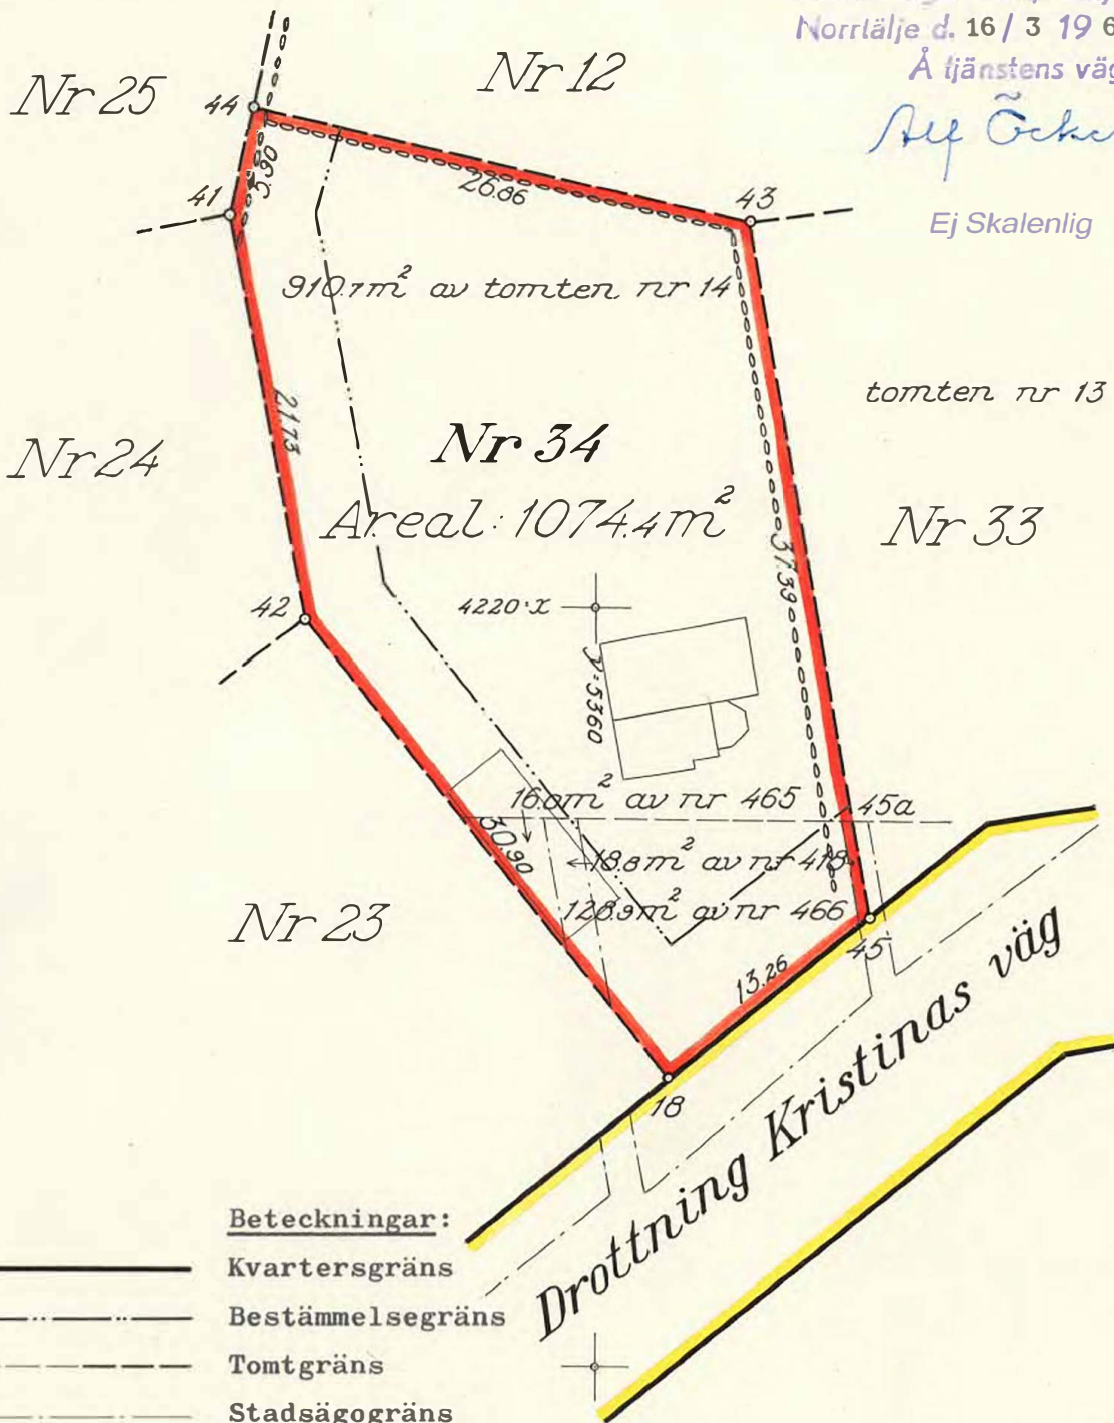 Norrtälje d. 16/3 19 6
Å tjänstens väg
Alf
Ej Skalenlig
Nr 25
44
Nr 12
41
5.90
26.86
43
910.7m² av tomten nr 14
tomten nr 13
21.73
Nr 24
Nr 34
Areal: 1074.4m²
Nr 33
37.39
42
4220·X
Y=5360
16.0m² av nr 465
45a
30.90
18.8m² av nr 418
128.9m² av nr 466
Nr 23
45
13.26
18
Drottning Kristinas väg
Beteckningar:
Kvartersgräns
Bestämmelsegräns
Tomtgräns
Stadsägogräns